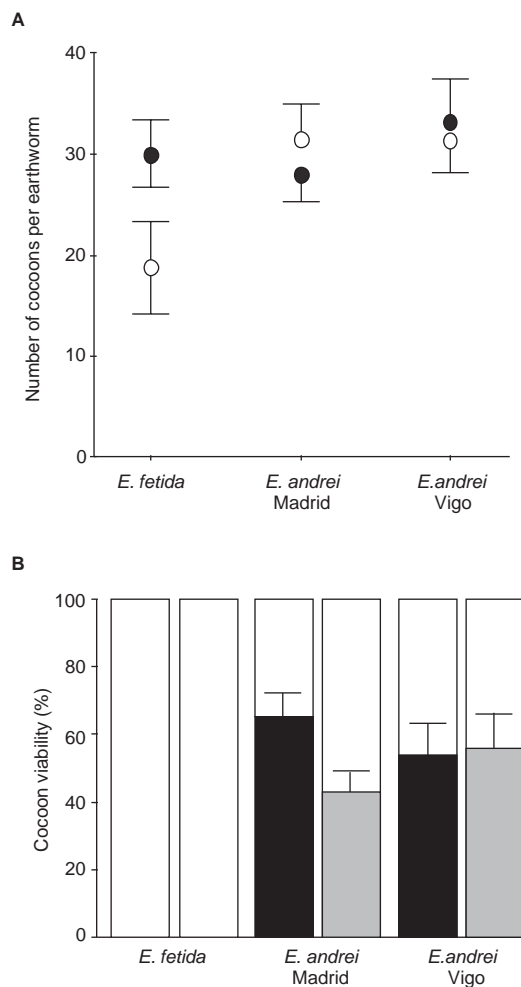 A
Number of cocoons per earthworm
40
30
20
10
0
E. fetida
E. andrei
Madrid
E.andrei
Vigo
B
Cocoon viability (%)
100
80
60
40
20
0
E. fetida
E. andrei
Madrid
E.andrei
Vigo